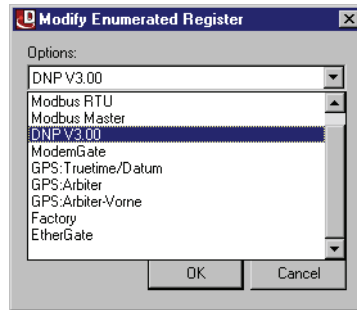 Modify Enumerated Register
Options:
DNP V3.00
Modbus RTU
Modbus Master
DNP V3.00
ModemGate
GPS:Truetime/Datum
GPS:Arbiter
GPS:Arbiter-Vorne
Factory
EtherGate
OK Cancel